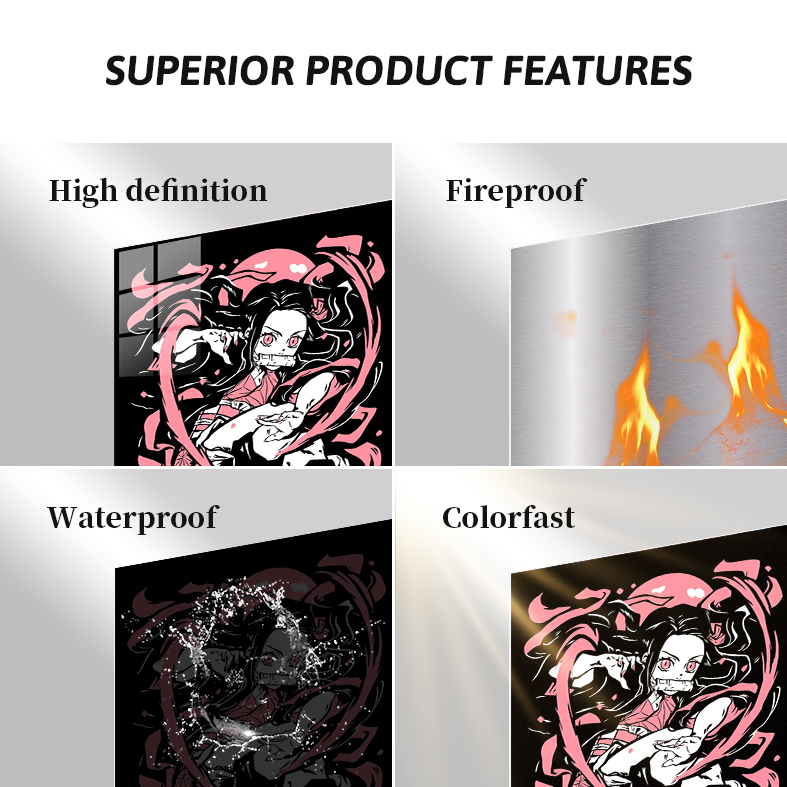 SUPERIOR PRODUCT FEATURES
High definition
Fireproof
Waterproof
Colorfast